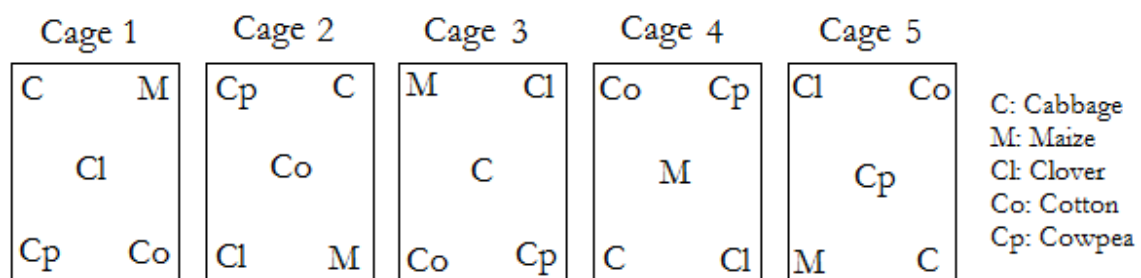 Cage 1 Cage 2 Cage 3 Cage 4 Cage 5
C M Cp C M Cl Co Cp Cl Co
Cl Co C M Cp
Cp Co Cl M Co Cp C Cl M C
C: Cabbage
M: Maize
Cl: Clover
Co: Cotton
Cp: Cowpea